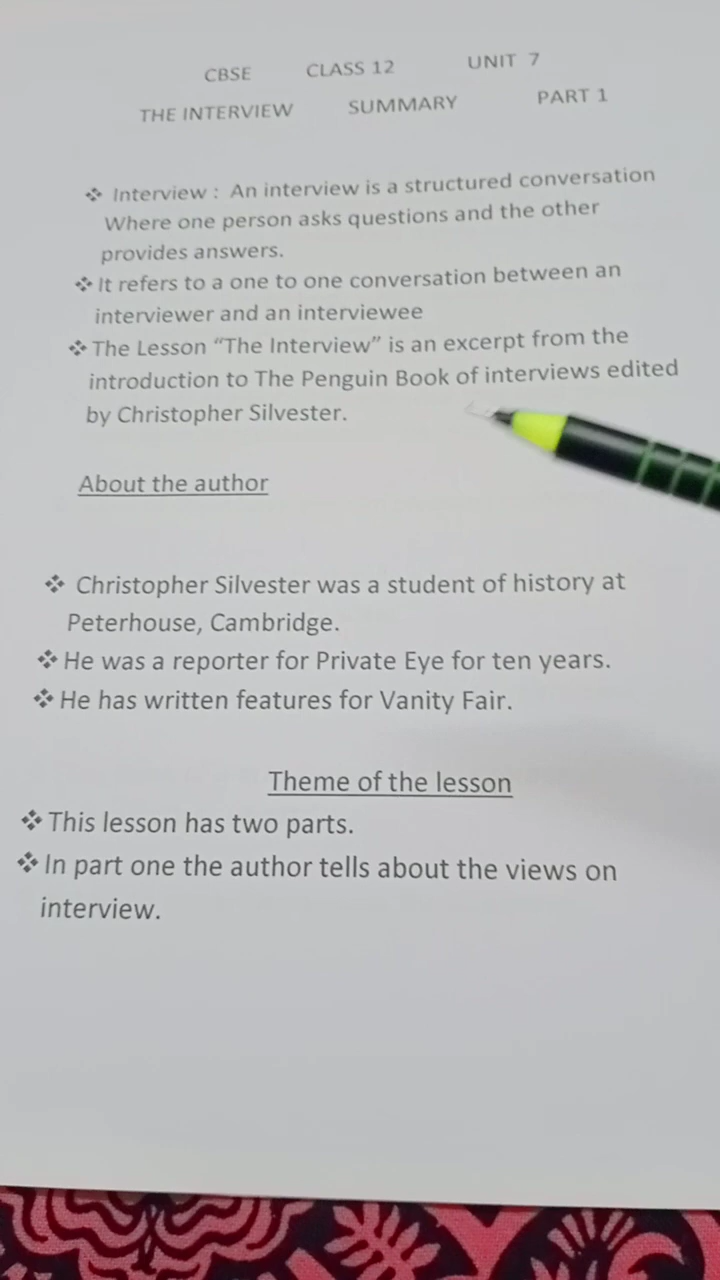 CBSE CLASS 12 UNIT 7
THE INTERVIEW SUMMARY PART 1
❖ Interview : An interview is a structured conversation
Where one person asks questions and the other
provides answers.
❖ It refers to a one to one conversation between an
interviewer and an interviewee
❖ The Lesson “The Interview” is an excerpt from the
introduction to The Penguin Book of interviews edited
by Christopher Silvester.
About the author
❖ Christopher Silvester was a student of history at
Peterhouse, Cambridge.
❖ He was a reporter for Private Eye for ten years.
❖ He has written features for Vanity Fair.
Theme of the lesson
❖ This lesson has two parts.
❖ In part one the author tells about the views on
interview.